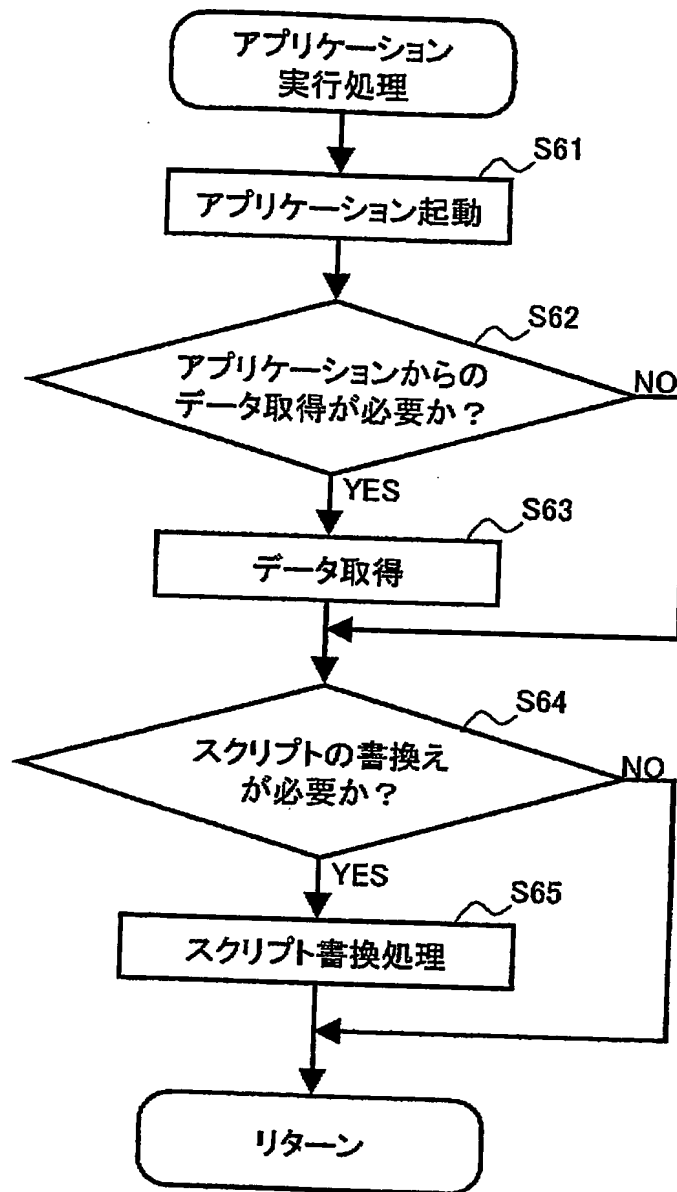 アプリケーション
実行処理
S61
アプリケーション起動
S62
アプリケーションからの
データ取得が必要か？
NO
YES
S63
データ取得
S64
スクリプトの書換え
が必要か？
NO
YES
S65
スクリプト書換処理
リターン